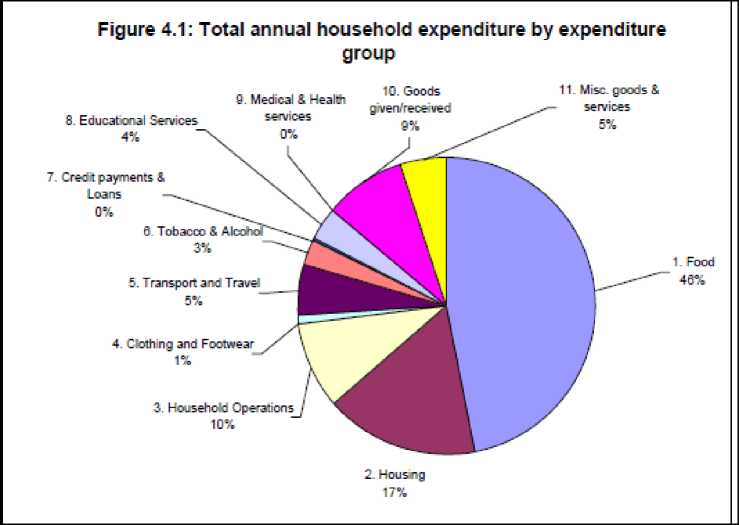 Figure 4.1: Total annual household expenditure by expenditure
group
1. Food
46%
2. Housing
17%
3. Household Operations
10%
4. Clothing and Footwear
1%
5. Transport and Travel
5%
6. Tobacco & Alcohol
3%
7. Credit payments &
Loans
0%
8. Educational Services
4%
9. Medical & Health
services
0%
10. Goods
given/received
9%
11. Misc. goods &
services
5%